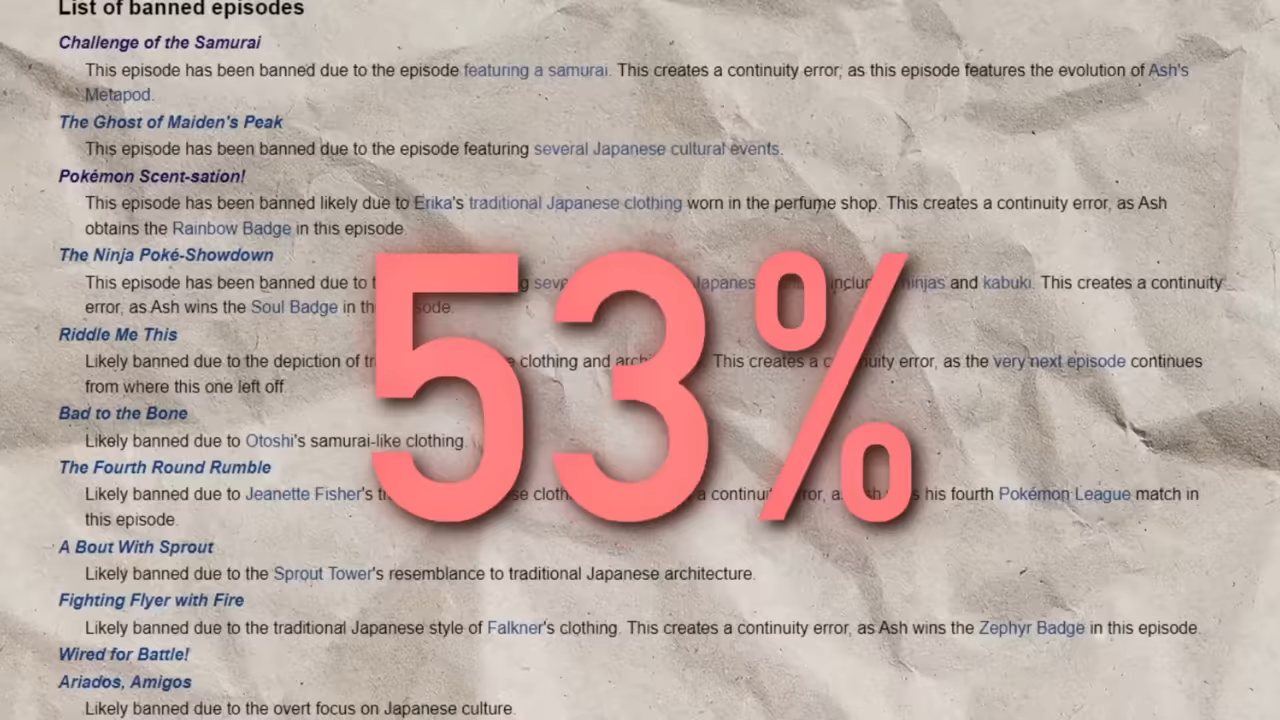 List of banned episodes
Challenge of the Samurai
This episode has been banned due to the episode featuring a samurai. This creates a continuity error, as this episode features the evolution of Ash's
Metapod.
The Ghost of Maiden's Peak
This episode has been banned due to the episode featuring several Japanese cultural events.
Pokémon Scent-sation!
This episode has been banned likely due to Erika's traditional Japanese clothing worn in the perfume shop. This creates a continuity error, as Ash
obtains the Rainbow Badge in this episode.
The Ninja Poké-Showdown
This episode has been banned due to ninjas and kabuki. This creates a continuity
error, as Ash wins the Soul Badge in
Riddle Me This
Likely banned due to the depiction of clothing and This creates a error, as the very next episode continues
from where this one left off.
Bad to the Bone
Likely banned due to Otoshi's samurai-like clothing.
The Fourth Round Rumble
Likely banned due to Jeanette Fisher's a his fourth Pokémon League match in
this episode.
A Bout With Sprout
Likely banned due to the Sprout Tower's resemblance to traditional Japanese architecture.
Fighting Flyer with Fire
Likely banned due to the traditional Japanese style of Falkner's clothing. This creates a continuity error, as Ash wins the Zephyr Badge in this episode.
Wired for Battle!
Ariados, Amigos
Likely banned due to the overt focus on Japanese culture.
53%